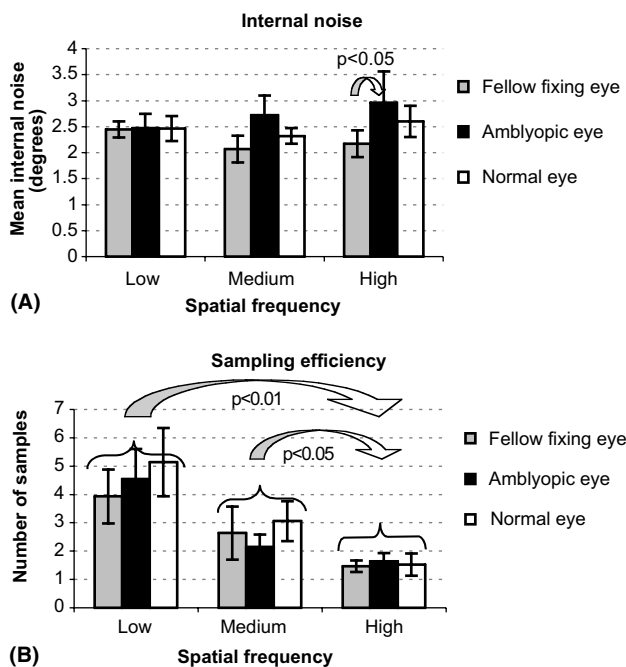 Internal noise
Mean internal noise
(degrees)
4
3.5
3
2.5
2
1.5
1
0.5
0
p<0.05
Fellow fixing eye
Amblyopic eye
Normal eye
Low Medium High
(A) Spatial frequency
Sampling efficiency
Number of samples
7
6
5
4
3
2
1
0
p<0.01
p<0.05
Fellow fixing eye
Amblyopic eye
Normal eye
Low Medium High
(B) Spatial frequency